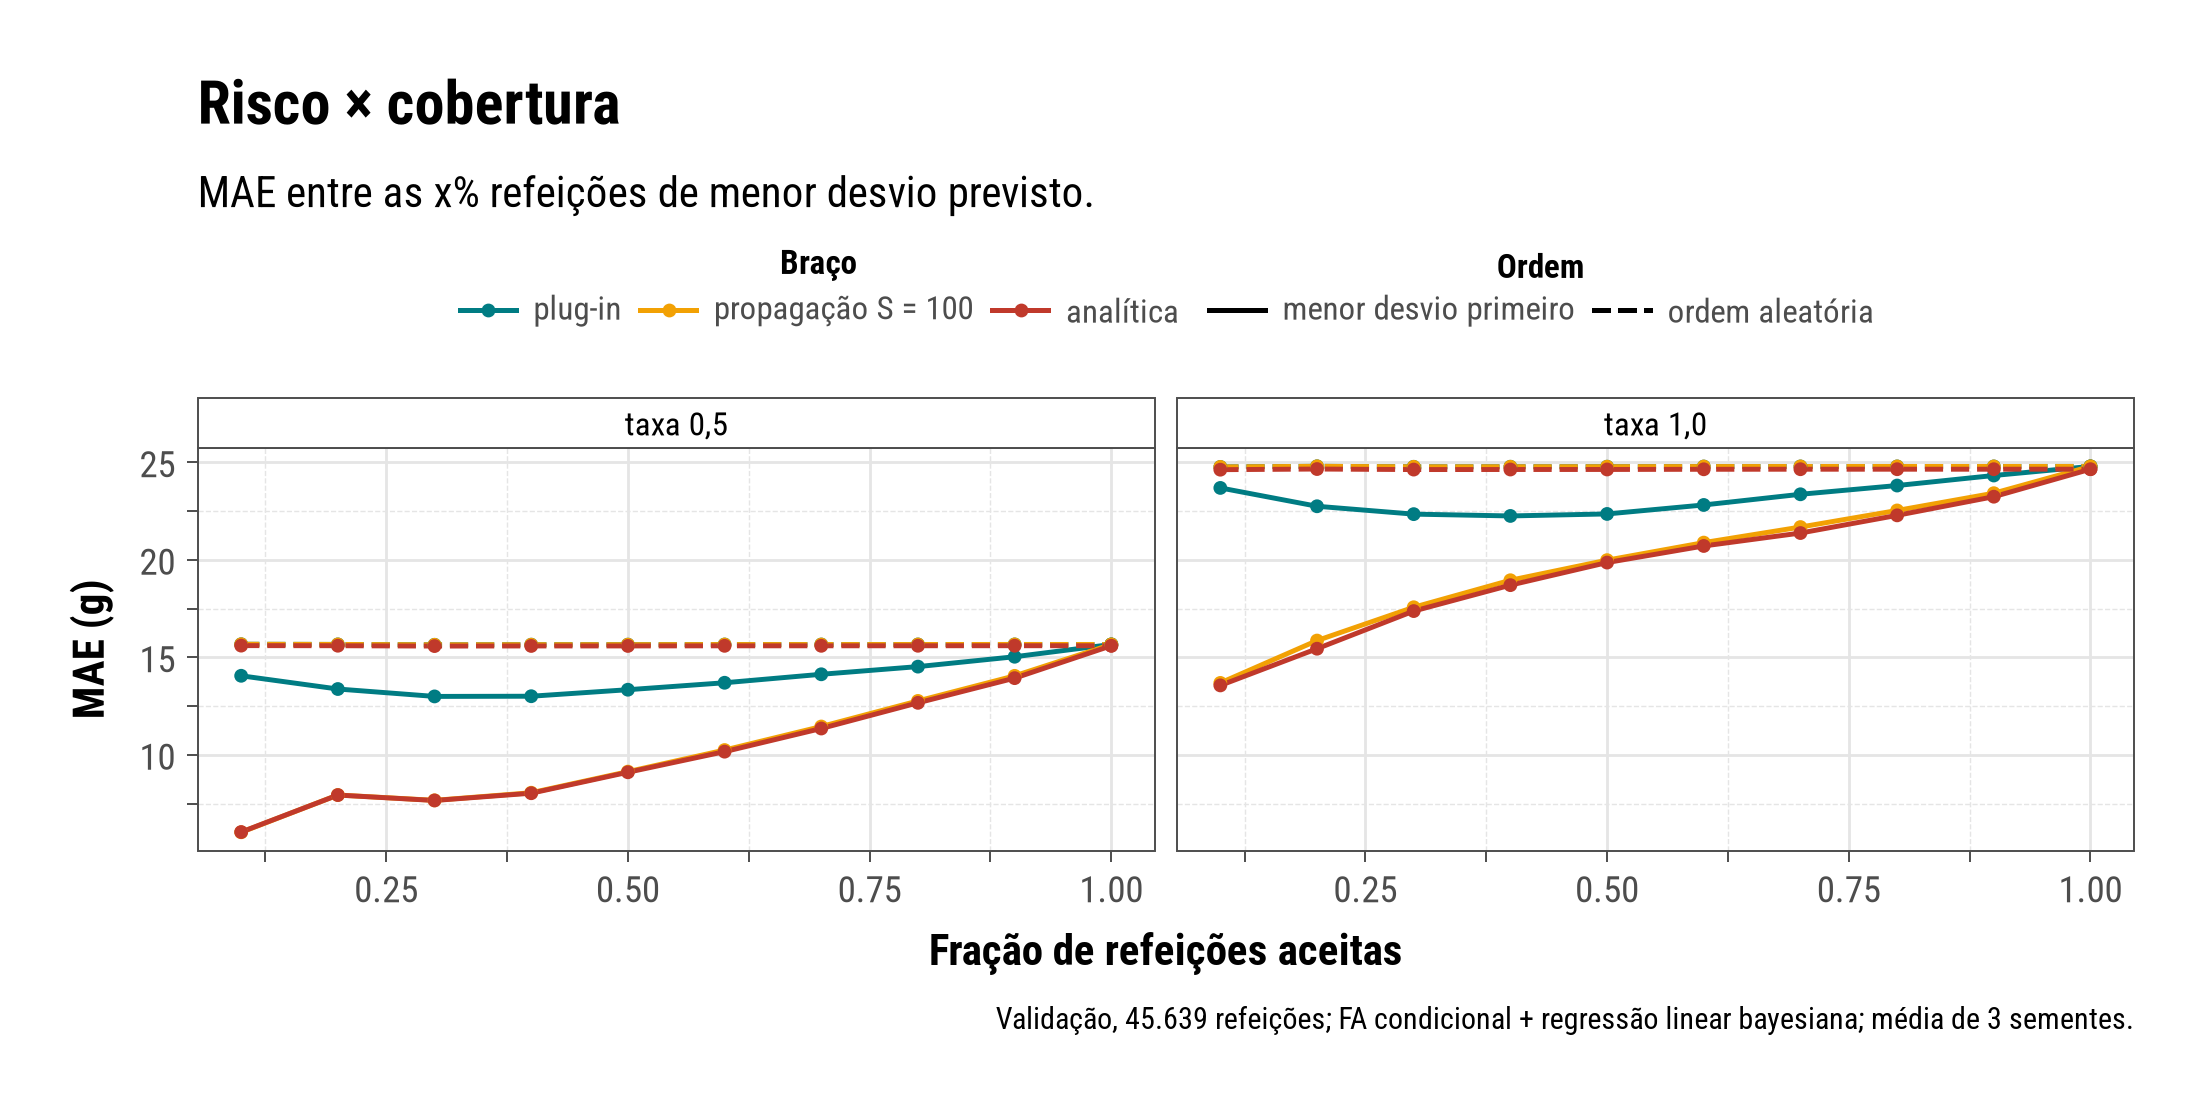 Risco × cobertura
MAE entre as x% refeições de menor desvio previsto.
Braço
plug-in propagação S = 100 analítica
Ordem
menor desvio primeiro ordem aleatória
taxa 0,5
taxa 1,0
MAE (g)
25
20
15
10
0.25 0.50 0.75 1.00
0.25 0.50 0.75 1.00
Fração de refeições aceitas
Validação, 45.639 refeições; FA condicional + regressão linear bayesiana; média de 3 sementes.